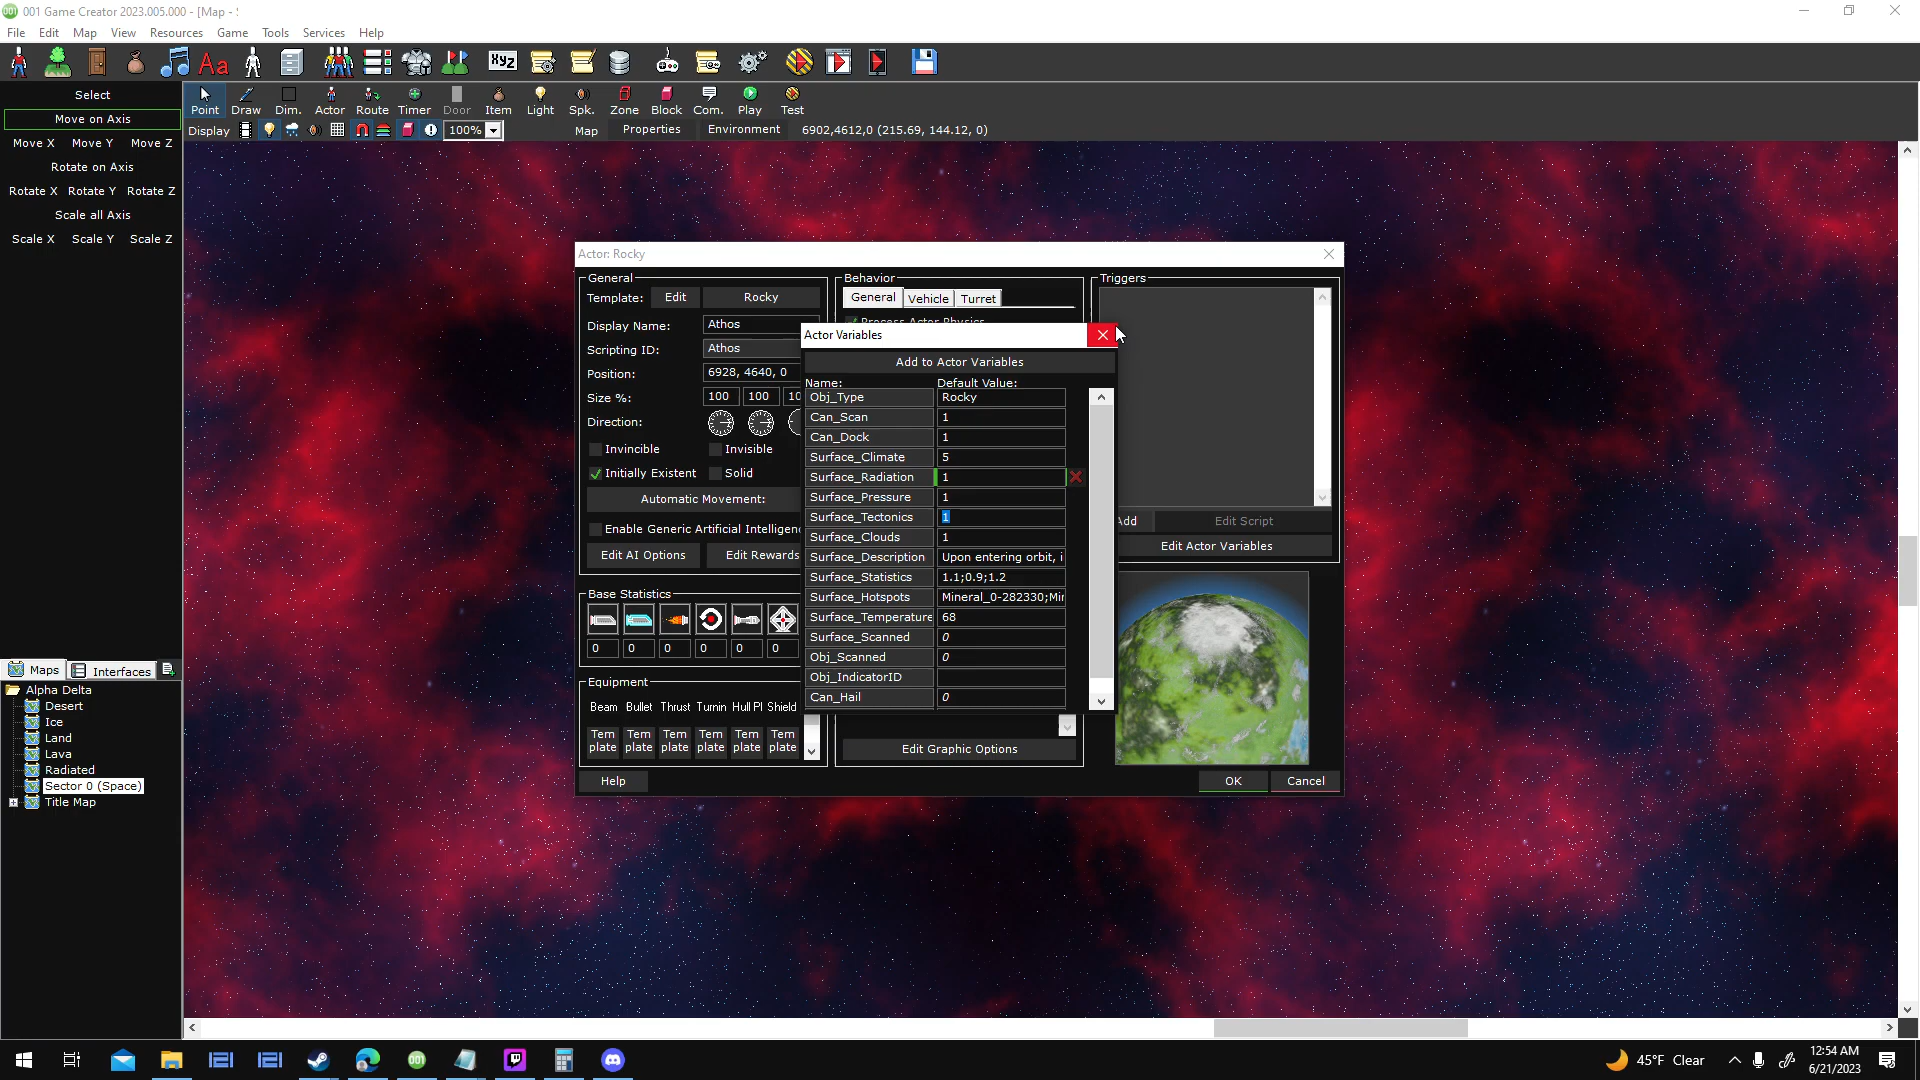 001 Game Creator 2023.005.000 - [Map - :
File Edit Map View Resources Game Tools Services Help
Aa XYZ
Select
Point Draw Dim. Actor Route Timer Door Item Light Spk. Zone Block Com. Play Test
Display 100% Map Properties Environment 6902,4612,0 (215.69, 144.12, 0)
Move on Axis
Move X Move Y Move Z
Rotate on Axis
Rotate X Rotate Y Rotate Z
Scale all Axis
Scale X Scale Y Scale Z
Maps Interfaces
Alpha Delta
Desert
Ice
Land
Lava
Radiated
Sector 0 (Space)
Title Map
Actor: Rocky
General
Template: Edit Rocky
Display Name: Athos
Scripting ID: Athos
Position: 6928, 4640, 0
Size %: 100 100 10
Direction:
Invincible Invisible
Initially Existent Solid
Automatic Movement:
Enable Generic Artificial Intelligenc
Edit AI Options Edit Rewards
Base Statistics
0 0 0 0 0 0
Equipment
Beam Bullet Thrust Turnin Hull Pl Shield
Tem plate Tem plate Tem plate Tem plate Tem plate Tem plate
Help
Behavior
General Vehicle Turret
Process Actor Physics
Edit Graphic Options
Triggers
Add Edit Script
Edit Actor Variables
OK Cancel
Actor Variables
Add to Actor Variables
Name: Default Value:
Obj_Type Rocky
Can_Scan 1
Can_Dock 1
Surface_Climate 5
Surface_Radiation 1
Surface_Pressure 1
Surface_Tectonics 1
Surface_Clouds 1
Surface_Description Upon entering orbit, i
Surface_Statistics 1.1;0.9;1.2
Surface_Hotspots Mineral_0-282330;Mir
Surface_Temperature 68
Surface_Scanned 0
Obj_Scanned 0
Obj_IndicatorID
Can_Hail 0
001
45°F Clear
12:54 AM
6/21/2023